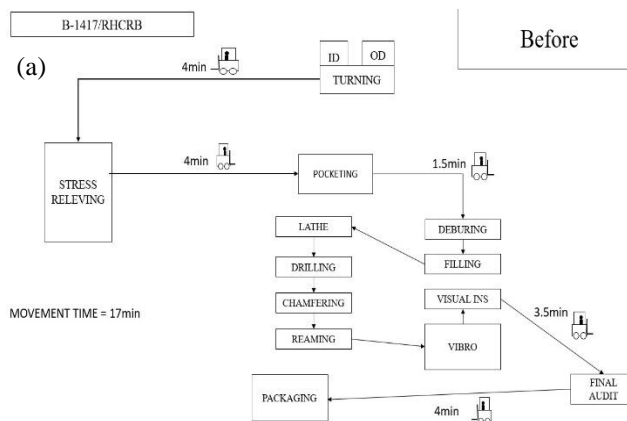 B-1417/RHCRB
Before
(a)
4min
ID
OD
TURNING
4min
1.5min
STRESS
RELEVING
POCKETING
LATHE
DEBURING
DRILLING
FILLING
CHAMFERING
VISUAL INS
3.5min
MOVEMENT TIME = 17min
REAMING
VIBRO
PACKAGING
4min
FINAL
AUDIT